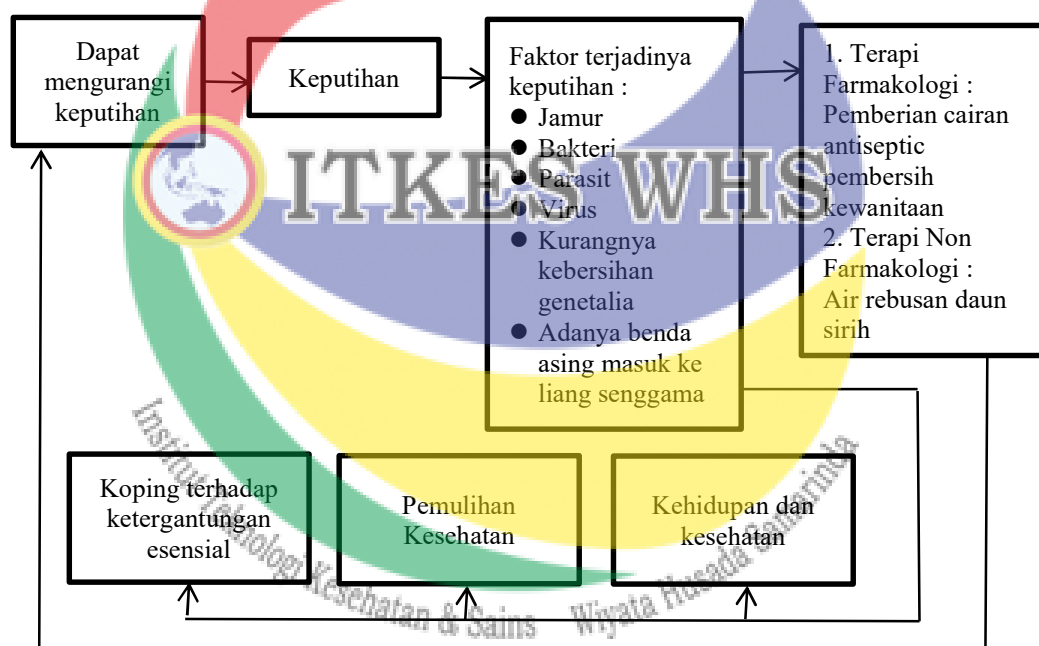 Dapat
mengurangi
keputihan
Keputihan
Faktor terjadinya
keputihan :
● Jamur
● Bakteri
● Parasit
● Virus
● Kurangnya
kebersihan
genetalia
● Adanya benda
asing masuk ke
liang senggama
1. Terapi
Farmakologi :
Pemberian cairan
antiseptic
pembersih
kewanitaan
2. Terapi Non
Farmakologi :
Air rebusan daun
sirih
ITKES WHS
Koping terhadap
ketergantungan
esensial
Pemulihan
Kesehatan
Kehidupan dan
kesehatan
Institut Teknologi Kesehatan & Sains Wiyata Husada Samarinda